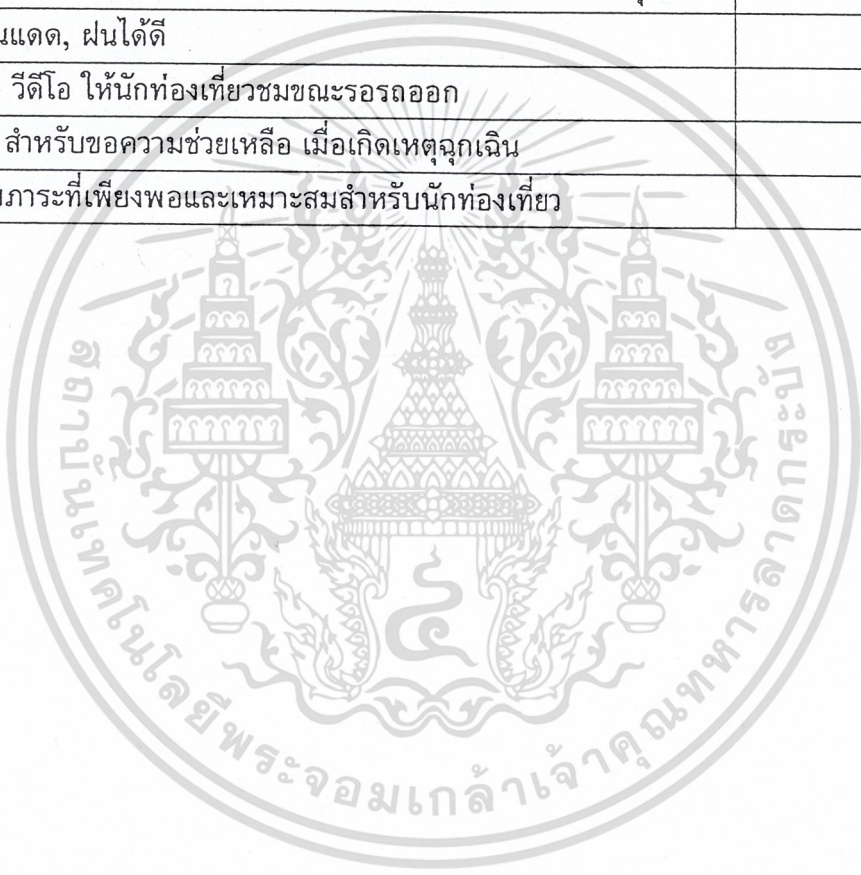 นแดด, ฝนได้ดี
วีดีโอ ให้นักท่องเที่ยวชมขณะรอรถออก
สำหรับขอความช่วยเหลือ เมื่อเกิดเหตุฉุกเฉิน
ภาระที่เพียงพอและเหมาะสมสำหรับนักท่องเที่ยว
สถาบันเทคโนโลยีพระจอมเกล้าเจ้าคุณทหารลาดกระบัง